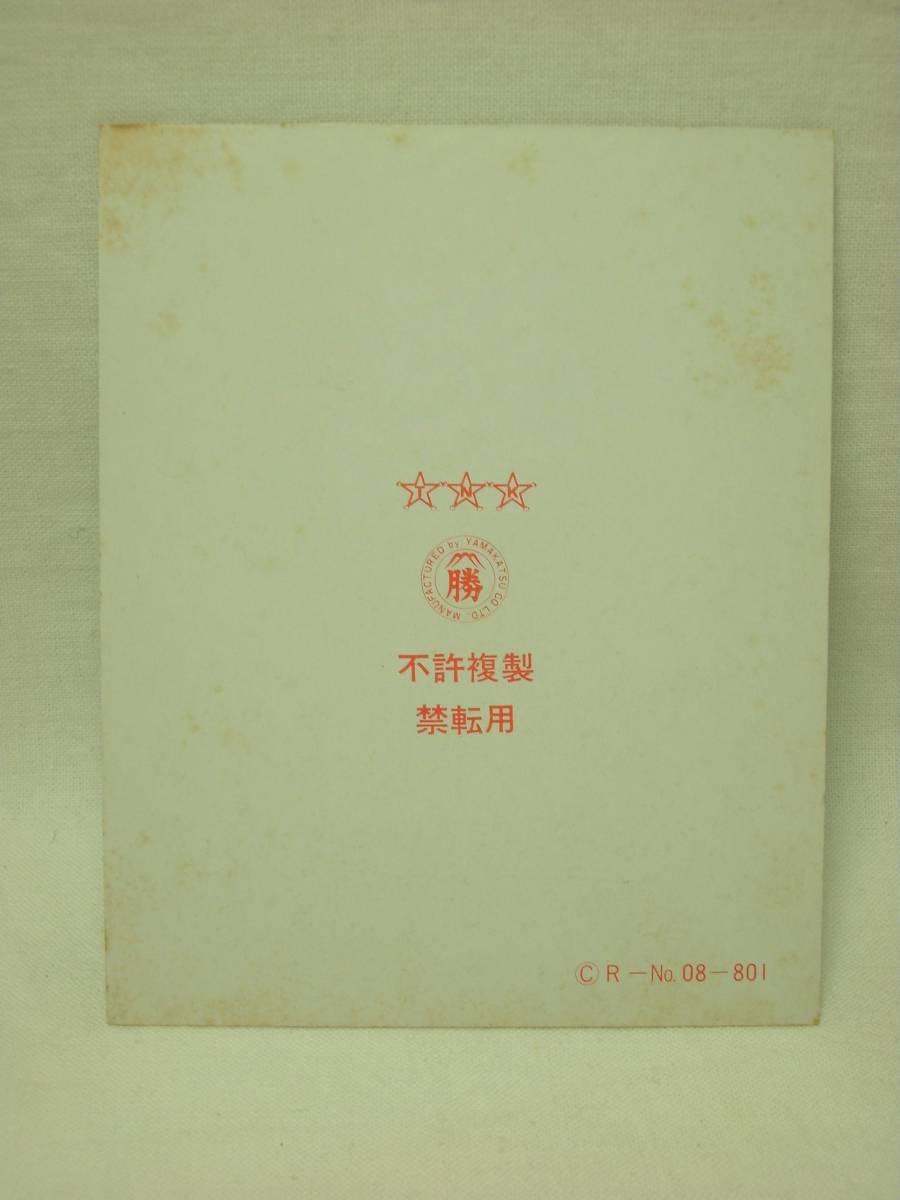 T N K
MANUFACTURED by YAMAKATSU CO LTD.
勝
不許複製
禁転用
Ⓒ R －No. 08－801